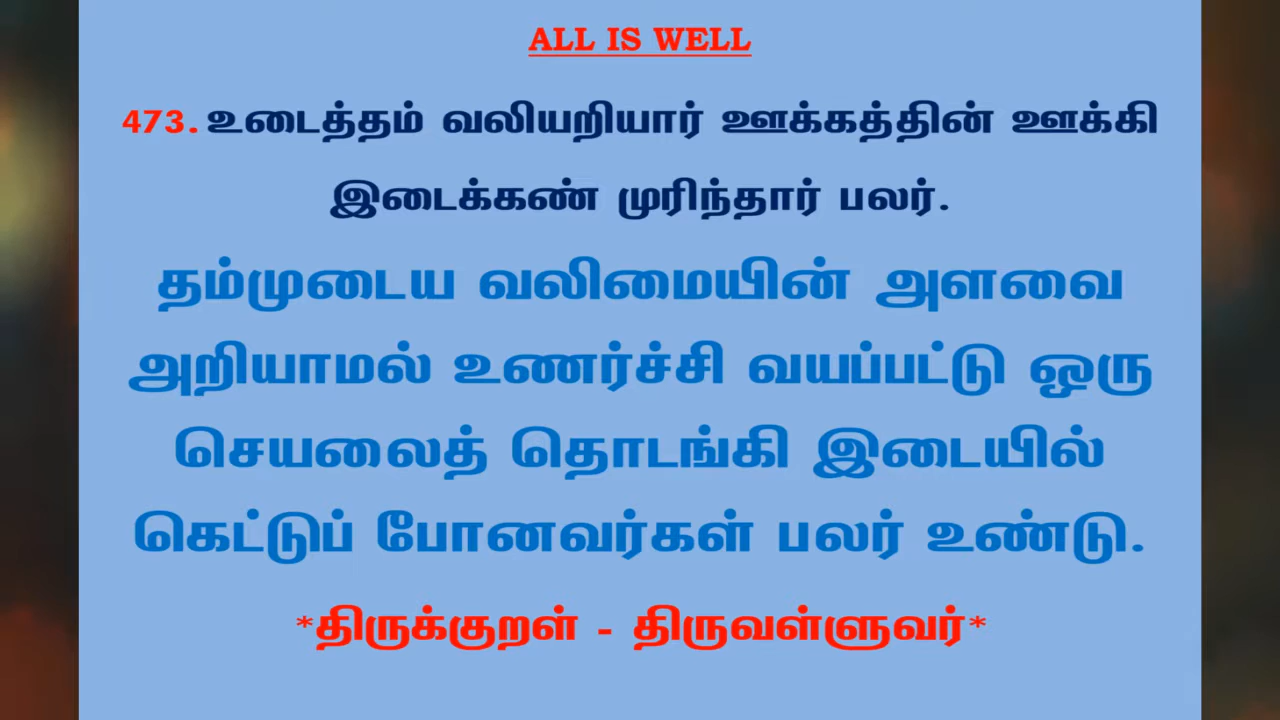 ALL IS WELL
473. உடைத்தம் வலியறியார் ஊக்கத்தின் ஊக்கி
இடைக்கண் முரிந்தார் பலர்.
தம்முடைய வலிமையின் அளவை
அறியாமல் உணர்ச்சி வயப்பட்டு ஒரு
செயலைத் தொடங்கி இடையில்
கெட்டுப் போனவர்கள் பலர் உண்டு.
*திருக்குறள் - திருவள்ளுவர்*